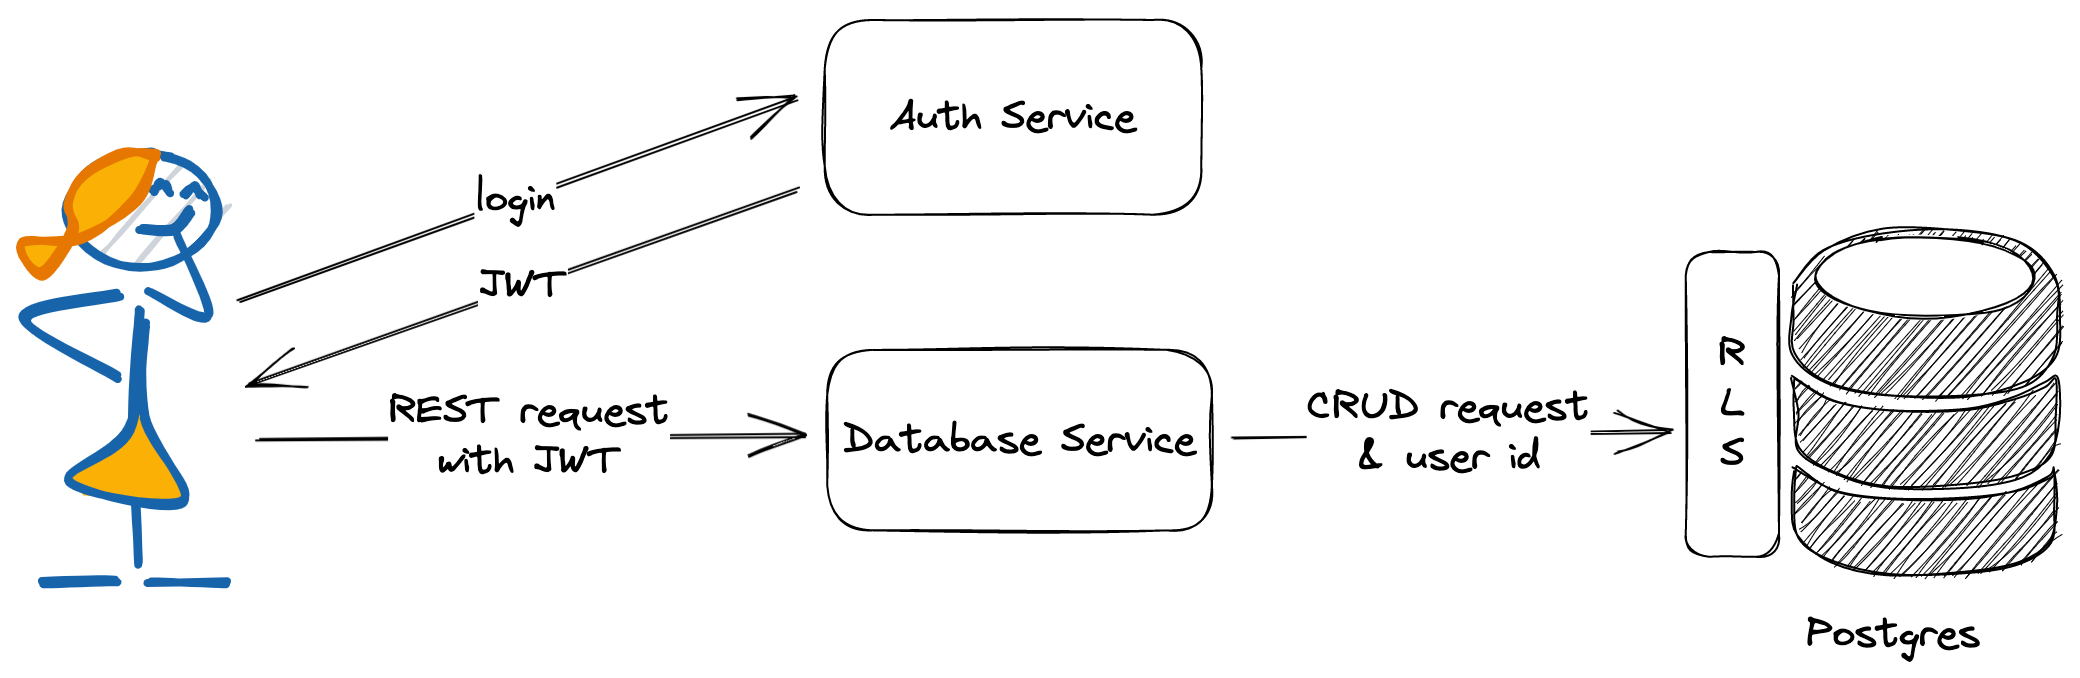 Auth Service
login
JWT
REST request
with JWT
Database Service
CRUD request
& user id
R
L
S
Postgres